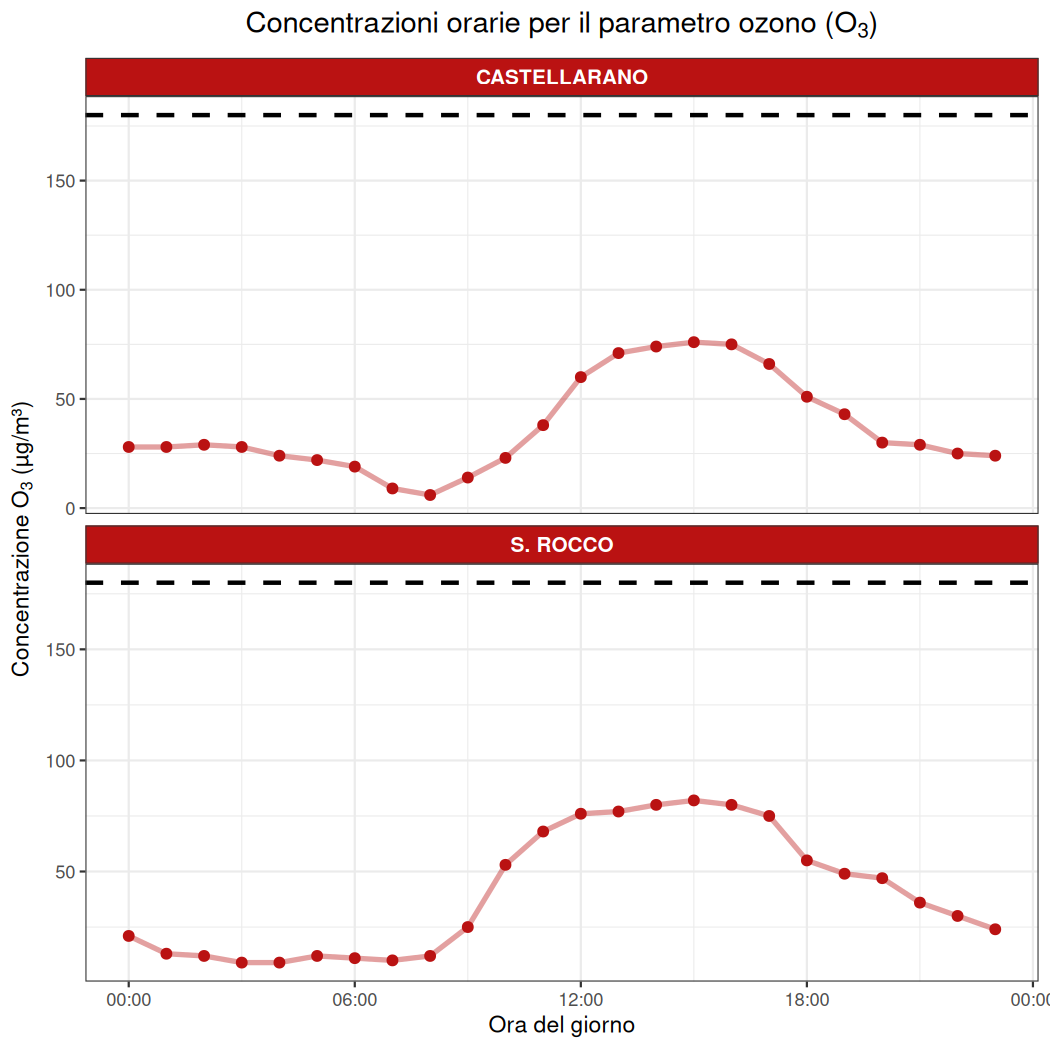 Concentrazioni orarie per il parametro ozono (O₃)
CASTELLARANO
150
100
50
0
Concentrazione O₃ (µg/m³)
S. ROCCO
150
100
50
00:00 06:00 12:00 18:00 00:00
Ora del giorno